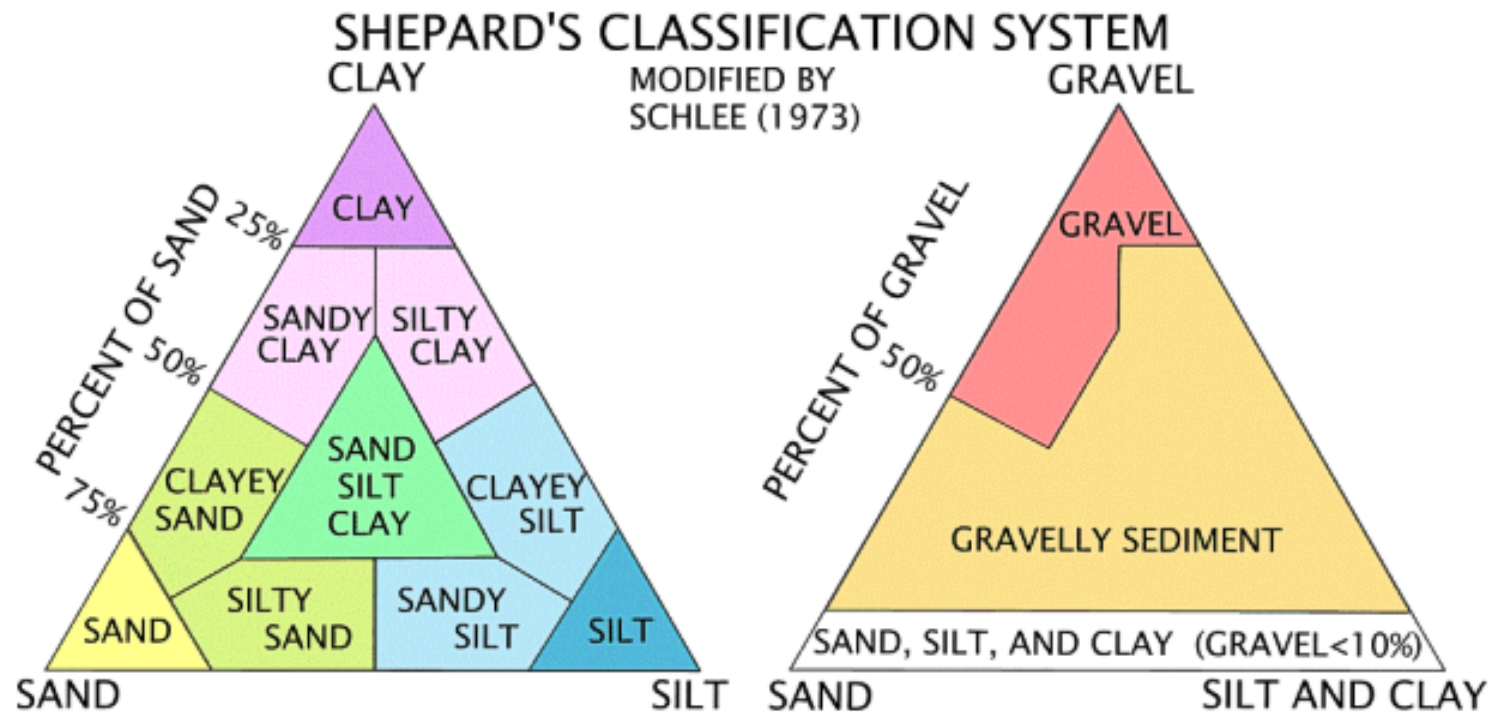 SHEPARD'S CLASSIFICATION SYSTEM
MODIFIED BY
SCHLEE (1973)
CLAY
PERCENT OF SAND
25%
50%
75%
CLAY
SANDY
CLAY
SILTY
CLAY
CLAYEY
SAND
SAND
SILT
CLAY
CLAYEY
SILT
SAND
SILTY
SAND
SANDY
SILT
SILT
SAND
SILT
GRAVEL
PERCENT OF GRAVEL
50%
GRAVEL
GRAVELLY SEDIMENT
SAND, SILT, AND CLAY (GRAVEL<10%)
SAND
SILT AND CLAY